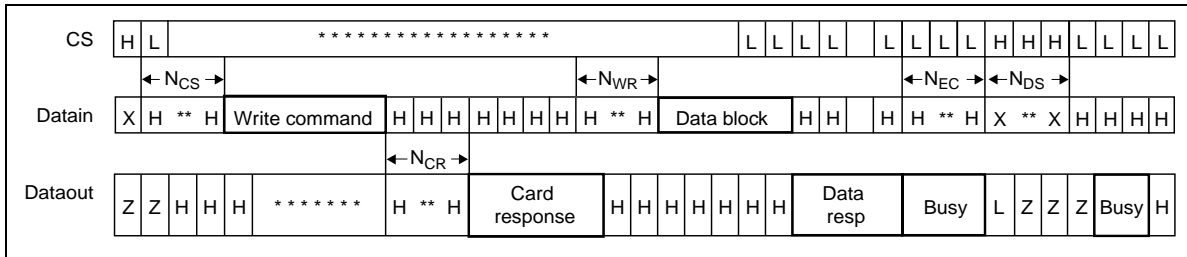 CS H L * * * * * * * * * * * * * * * * * * L L L L L L L L H H H L L L L
NCS NWR NEC NDS
Datain X H ** H Write command H H H H H H H H ** H Data block H H H H ** H X ** X H H H H
NCR
Dataout Z Z H H H * * * * * * * H ** H Card response H H H H H H H Data resp Busy L Z Z Z Busy H